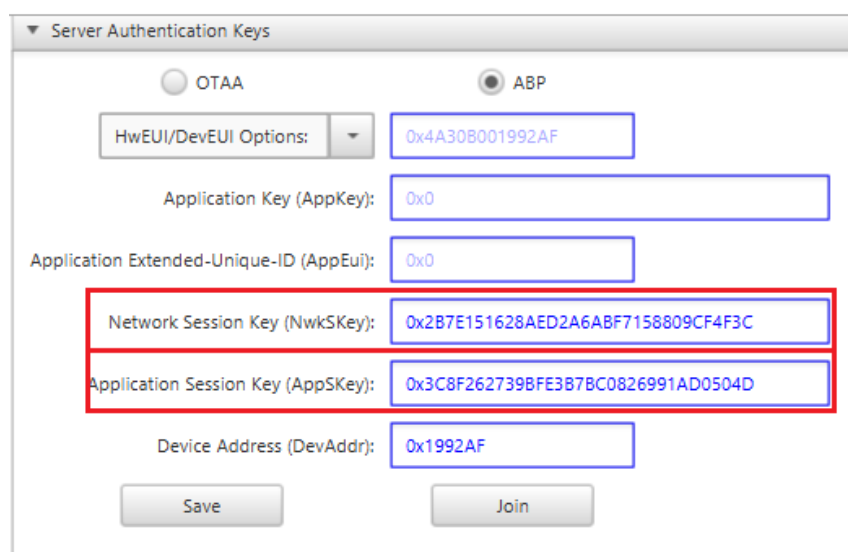 Server Authentication Keys
OTAA ABP
HwEUI/DevEUI Options: 0x4A30B001992AF
Application Key (AppKey): 0x0
Application Extended-Unique-ID (AppEui): 0x0
Network Session Key (NwkSKey): 0x2B7E151628AED2A6ABF7158809CF4F3C
Application Session Key (AppSKey): 0x3C8F262739BFE3B7BC0826991AD0504D
Device Address (DevAddr): 0x1992AF
Save Join